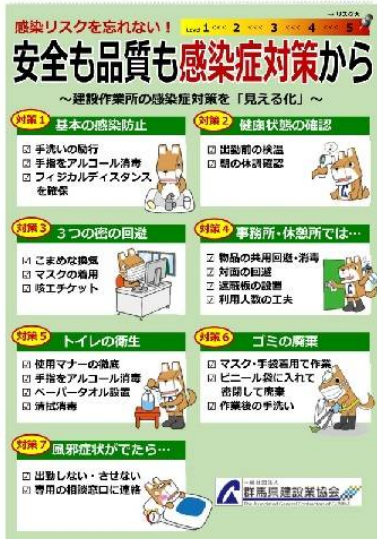 → リスク大
感染リスクを忘れない！
Level 1 <<< 2 <<< 3 <<< 4 <<< 5
安全も品質も感染症対策から
～建設作業所の感染症対策を「見える化」～
対策1 基本の感染防止
☑ 手洗いの励行
☑ 手指をアルコール消毒
☑ フィジカルディスタンス
を確保
対策2 健康状態の確認
☑ 出勤前の検温
☑ 朝の体調確認
対策3 3つの密の回避
☑ こまめな換気
☑ マスクの着用
☑ 咳エチケット
対策4 事務所・休憩所では…
☑ 物品の共用回避・消毒
☑ 対面の回避
☑ 遮蔽板の設置
☑ 利用人数の工夫
対策5 トイレの衛生
☑ 使用マナーの徹底
☑ 手指をアルコール消毒
☑ ペーパータオル設置
☑ 清拭消毒
対策6 ゴミの廃棄
☑ マスク・手袋着用で作業
☑ ビニール袋に入れて
密閉して廃棄
☑ 作業後の手洗い
対策7 風邪症状がでたら…
☑ 出勤しない・させない
☑ 専用の相談窓口に連絡
一般社団法人
群馬県建設業協会